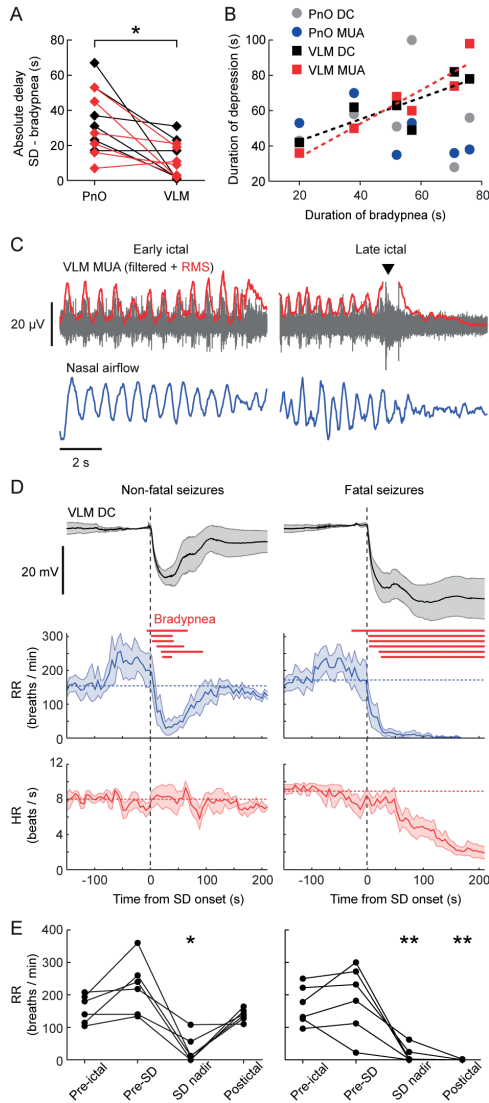 A
*
Absolute delay
SD - bradypnea (s)
80
60
40
20
0
PnO
VLM
B
PnO DC
PnO MUA
VLM DC
VLM MUA
Duration of depression (s)
100
80
60
40
20
20
40
60
80
Duration of bradypnea (s)
C
Early ictal
Late ictal
VLM MUA (filtered + RMS)
20 µV
Nasal airflow
2 s
D
Non-fatal seizures
Fatal seizures
VLM DC
20 mV
Bradypnea
RR
(breaths / min)
300
200
100
0
HR
(beats / s)
12
8
4
0
-100
0
100
200
Time from SD onset (s)
-100
0
100
200
Time from SD onset (s)
E
RR
(breaths / min)
400
300
200
100
0
*
**
**
Pre-ictal
Pre-SD
SD nadir
Postictal
Pre-ictal
Pre-SD
SD nadir
Postictal